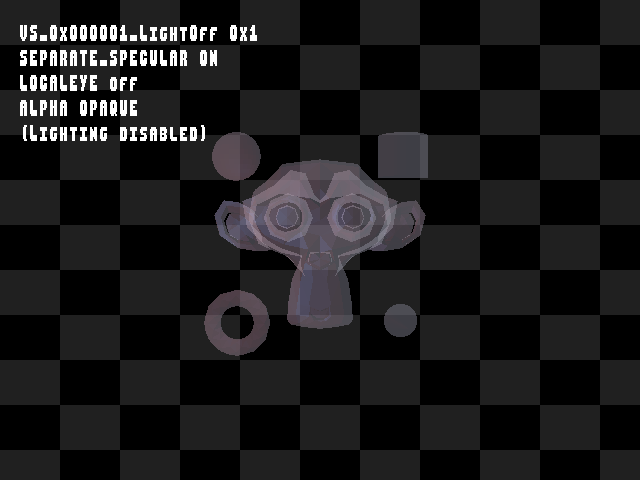 VS_0x000001_LightOff 0x1
SEPARATE_SPECULAR ON
LOCALEYE off
ALPHA OPAQUE
(Lighting disabled)